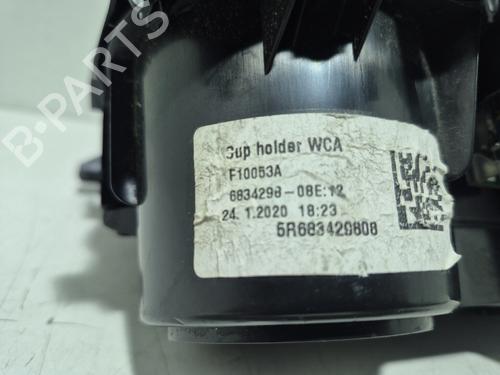 B-PARTS
Cup holder WCA
F10053A
6834298-08E:12
24.1.2020 18:23
5R683429808